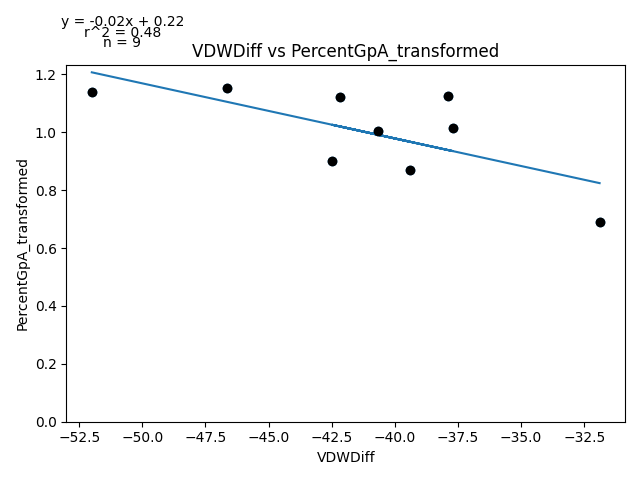 y = -0.02x + 0.22
r^2 = 0.48
n = 9
VDWDiff vs PercentGpA_transformed
1.2
1.0
0.8
0.6
0.4
0.2
0.0
PercentGpA_transformed
−52.5 −50.0 −47.5 −45.0 −42.5 −40.0 −37.5 −35.0 −32.5
VDWDiff